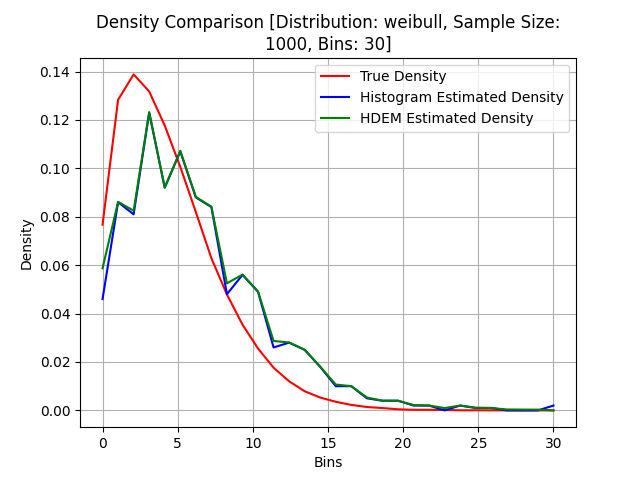 Density Comparison [Distribution: weibull, Sample Size:
1000, Bins: 30]
True Density
Histogram Estimated Density
HDEM Estimated Density
Density
0.14
0.12
0.10
0.08
0.06
0.04
0.02
0.00
0 5 10 15 20 25 30
Bins